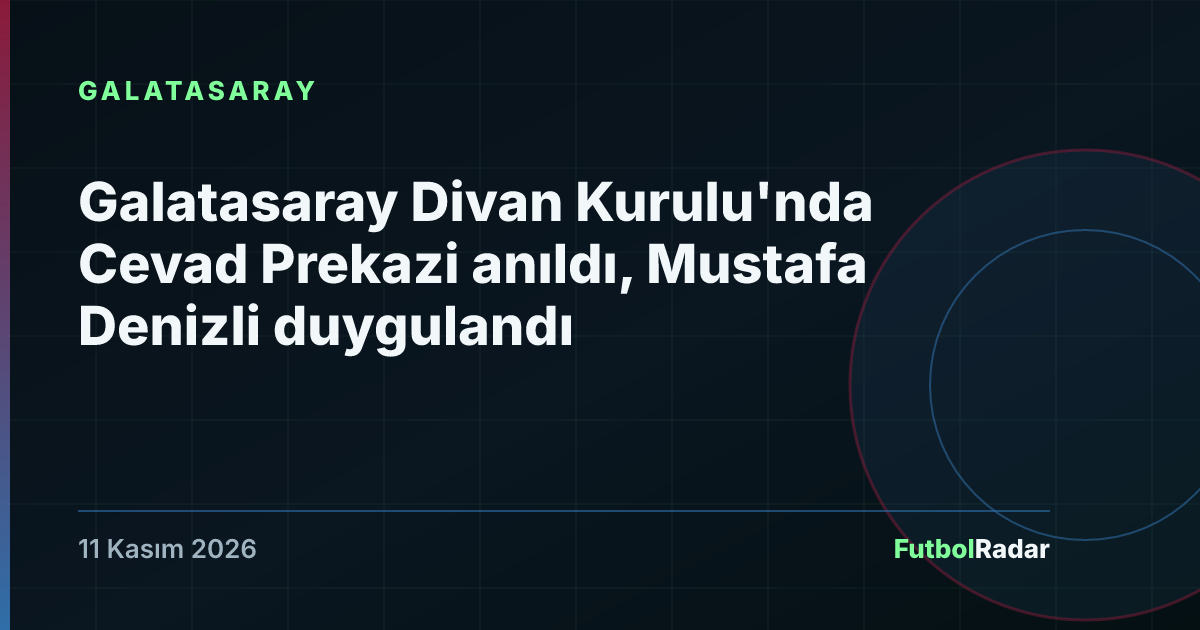 GALATASARAY
Galatasaray Divan Kurulu'nda
Cevad Prekazi anıldı, Mustafa
Denizli duygulandı
11 Kasım 2026
FutbolRadar